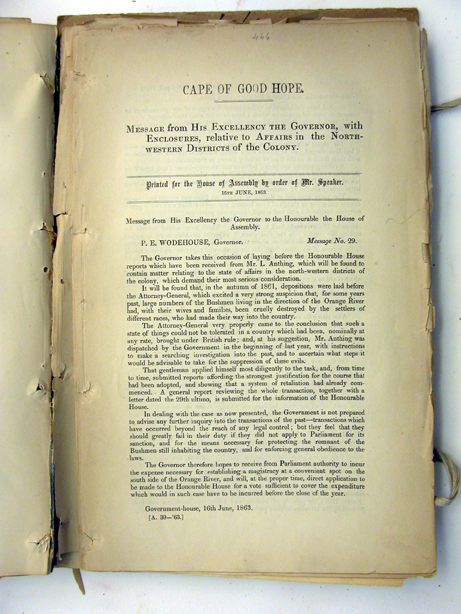 446
CAPE OF GOOD HOPE.
MESSAGE from HIS EXCELLENCY THE GOVERNOR, with
ENCLOSURES, relative to AFFAIRS in the NORTH-
WESTERN DISTRICTS of the COLONY.
Printed for the House of Assembly by order of Mr. Speaker.
16TH JUNE, 1863.
Message from His Excellency the Governor to the Honourable the House of
Assembly.
P. E. WODEHOUSE, Governor. Message No. 29.
The Governor takes this occasion of laying before the Honourable House
reports which have been received from Mr. L. Anthing, which will be found to
contain matter relating to the state of affairs in the north-western districts of
the colony, which demand their most serious consideration.
It will be found that, in the autumn of 1861, depositions were laid before
the Attorney-General, which excited a very strong suspicion that, for some years
past, large numbers of the Bushmen living in the direction of the Orange River
had, with their wives and families, been cruelly destroyed by the settlers of
different races, who had made their way into the country.
The Attorney-General very properly came to the conclusion that such a
state of things could not be tolerated in a country which had been, nominally at
any rate, brought under British rule; and, at his suggestion, Mr. Anthing was
dispatched by the Government in the beginning of last year, with instructions
to make a searching investigation into the past, and to ascertain what steps it
would be advisable to take for the suppression of these evils.
That gentleman applied himself most diligently to the task, and, from time
to time, submitted reports affording the strongest justification for the course that
had been adopted, and showing that a system of retaliation had already com-
menced. A general report reviewing the whole transaction, together with a
letter dated the 29th ultimo, is submitted for the information of the Honourable
House.
In dealing with the case as now presented, the Government is not prepared
to advise any further inquiry into the transactions of the past—transactions which
have occurred beyond the reach of any legal control; but they feel that they
should greatly fail in their duty if they did not apply to Parliament for its
sanction, and for the means necessary for protecting the remnant of the
Bushmen still inhabiting the country, and for enforcing general obedience to the
laws.
The Governor therefore hopes to receive from Parliament authority to incur
the expense necessary for establishing a magistracy at a convenient spot on the
south side of the Orange River, and will, at the proper time, direct application to
be made to the Honourable House for a vote sufficient to cover the expenditure
which would in such case have to be incurred before the close of the year.
Government-house, 16th June, 1863.
[A. 39—'63.]